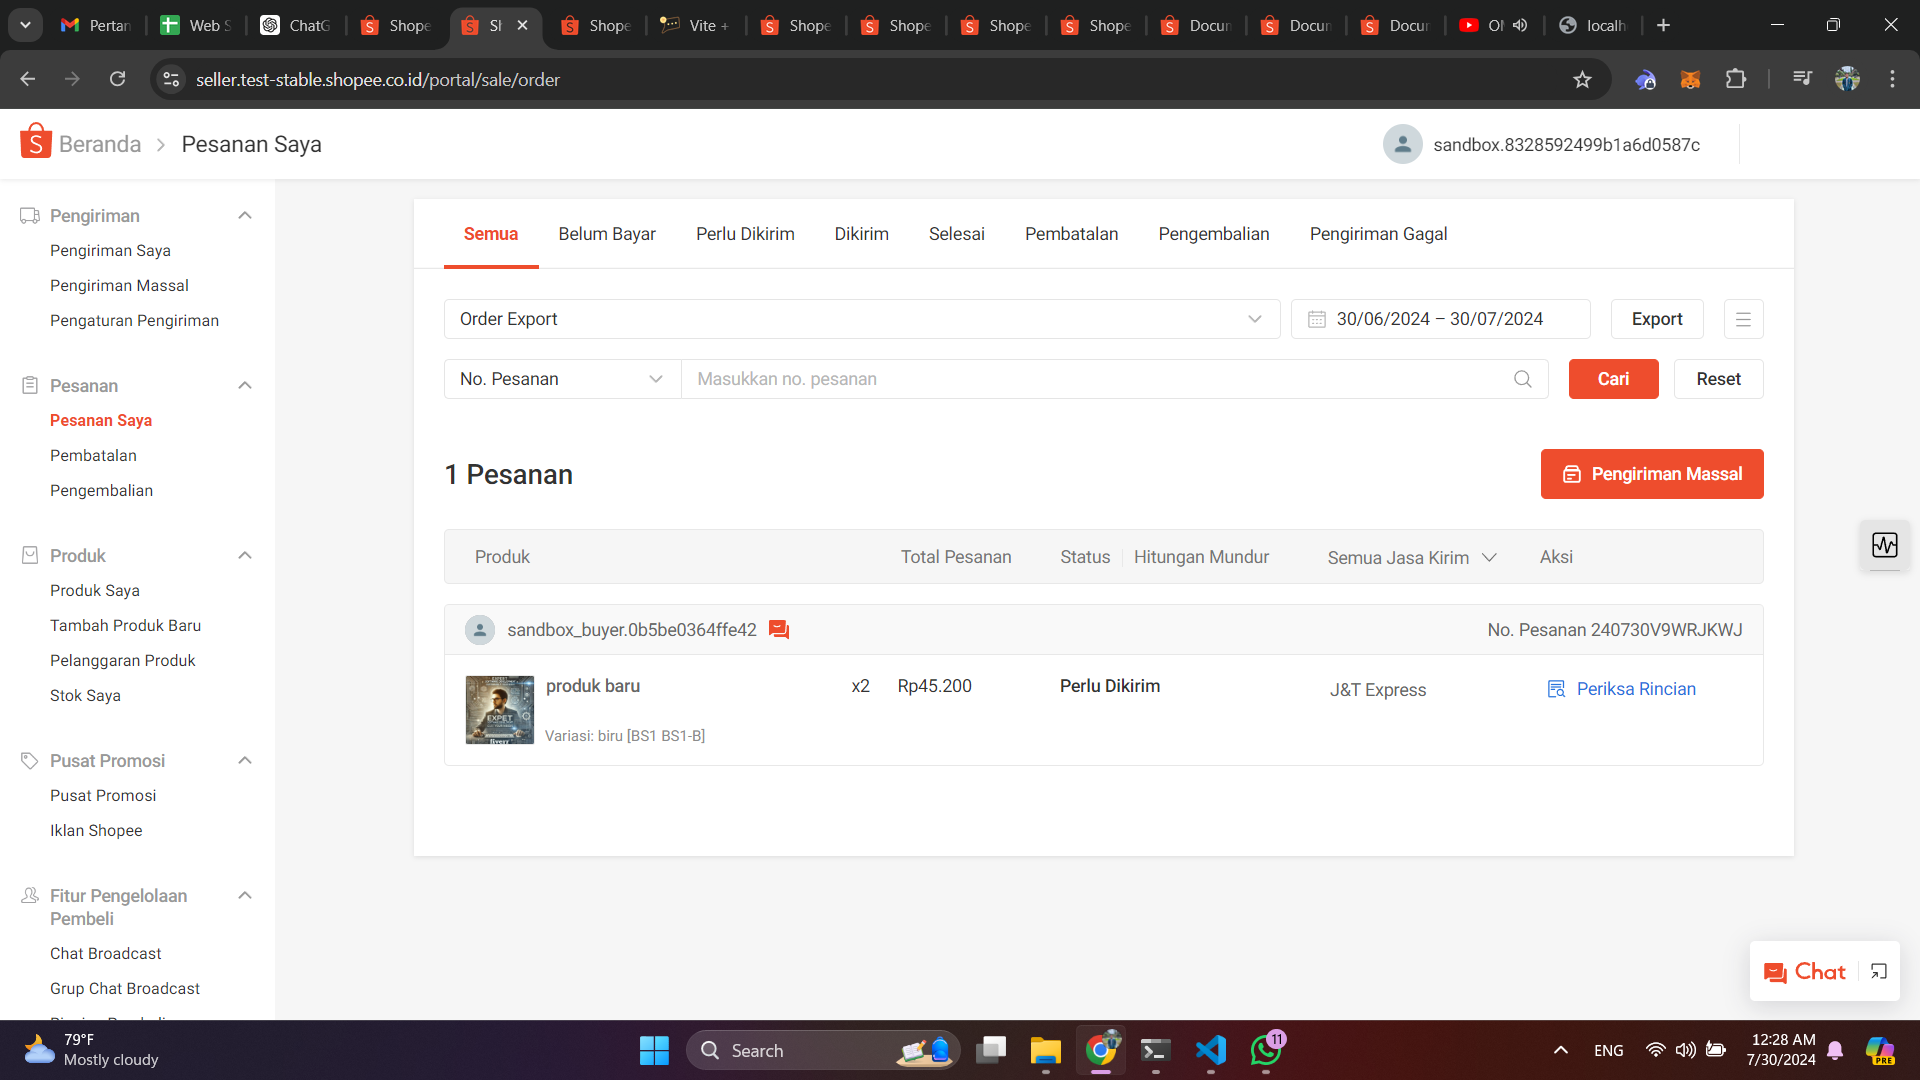 Pertan
Web S
ChatG
Shope
Sh
Shope
Vite +
Shope
Shope
Shope
Shope
Docun
Docun
Docun
localh
seller.test-stable.shopee.co.id/portal/sale/order
Beranda > Pesanan Saya
sandbox.8328592499b1a6d0587c
Pengiriman
Pengiriman Saya
Pengiriman Massal
Pengaturan Pengiriman
Pesanan
Pesanan Saya
Pembatalan
Pengembalian
Produk
Produk Saya
Tambah Produk Baru
Pelanggaran Produk
Stok Saya
Pusat Promosi
Pusat Promosi
Iklan Shopee
Fitur Pengelolaan
Pembeli
Chat Broadcast
Grup Chat Broadcast
Semua Belum Bayar Perlu Dikirim Dikirim Selesai Pembatalan Pengembalian Pengiriman Gagal
Order Export 30/06/2024 – 30/07/2024 Export
No. Pesanan Masukkan no. pesanan Cari Reset
1 Pesanan Pengiriman Massal
Produk Total Pesanan Status Hitungan Mundur Semua Jasa Kirim Aksi
sandbox_buyer.0b5be0364ffe42 No. Pesanan 240730V9WRJKWJ
produk baru x2 Rp45.200 Perlu Dikirim J&T Express Periksa Rincian
EXPET
fiverr
Variasi: biru [BS1 BS1-B]
Chat
79°F
Mostly cloudy
Search
11
ENG
12:28 AM
7/30/2024
PRE